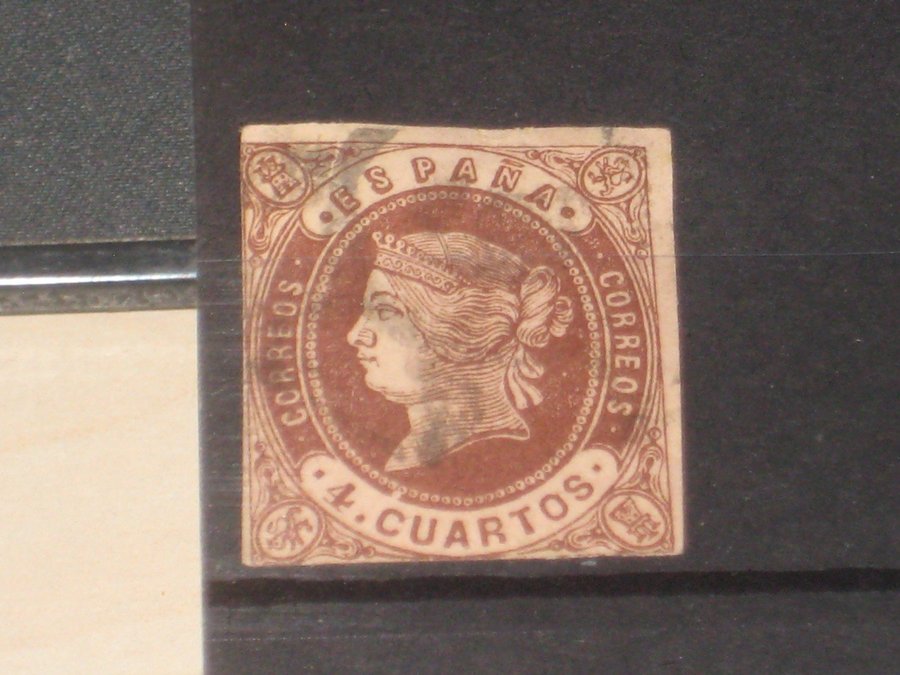 · ESPAÑA ·
CORREOS
CORREOS
· 4. CUARTOS ·